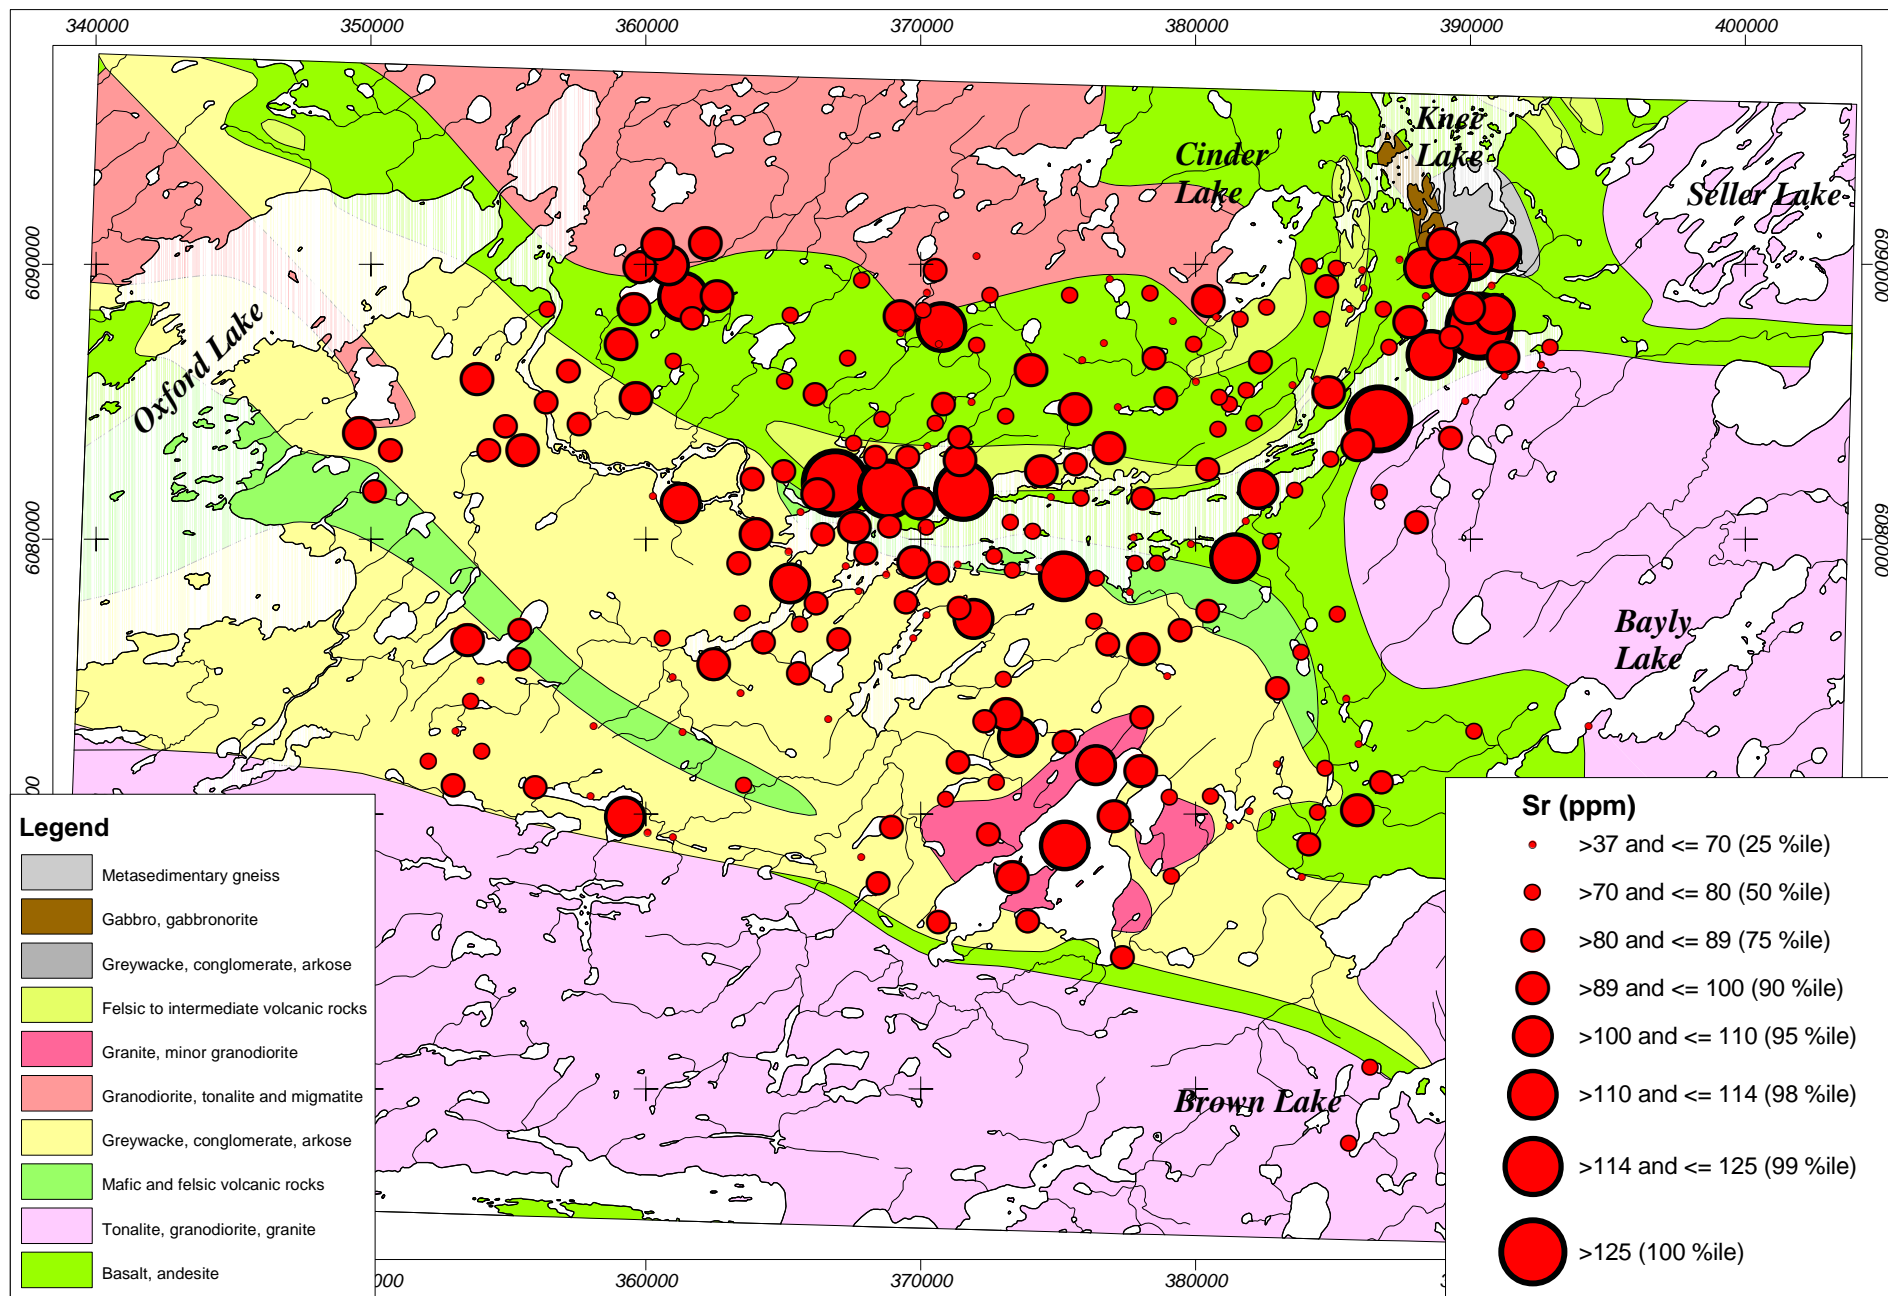 340000 350000 360000 370000 380000 390000 400000
Knee
Lake
Cinder
Lake
Seller Lake
6090000
6090000
Oxford Lake
6080000
6080000
Bayly
Lake
Brown Lake
Legend
Metasedimentary gneiss
Gabbro, gabbronorite
Greywacke, conglomerate, arkose
Felsic to intermediate volcanic rocks
Granite, minor granodiorite
Granodiorite, tonalite and migmatite
Greywacke, conglomerate, arkose
Mafic and felsic volcanic rocks
Tonalite, granodiorite, granite
Basalt, andesite
Sr (ppm)
>37 and <= 70 (25 %ile)
>70 and <= 80 (50 %ile)
>80 and <= 89 (75 %ile)
>89 and <= 100 (90 %ile)
>100 and <= 110 (95 %ile)
>110 and <= 114 (98 %ile)
>114 and <= 125 (99 %ile)
>125 (100 %ile)
360000 370000 380000